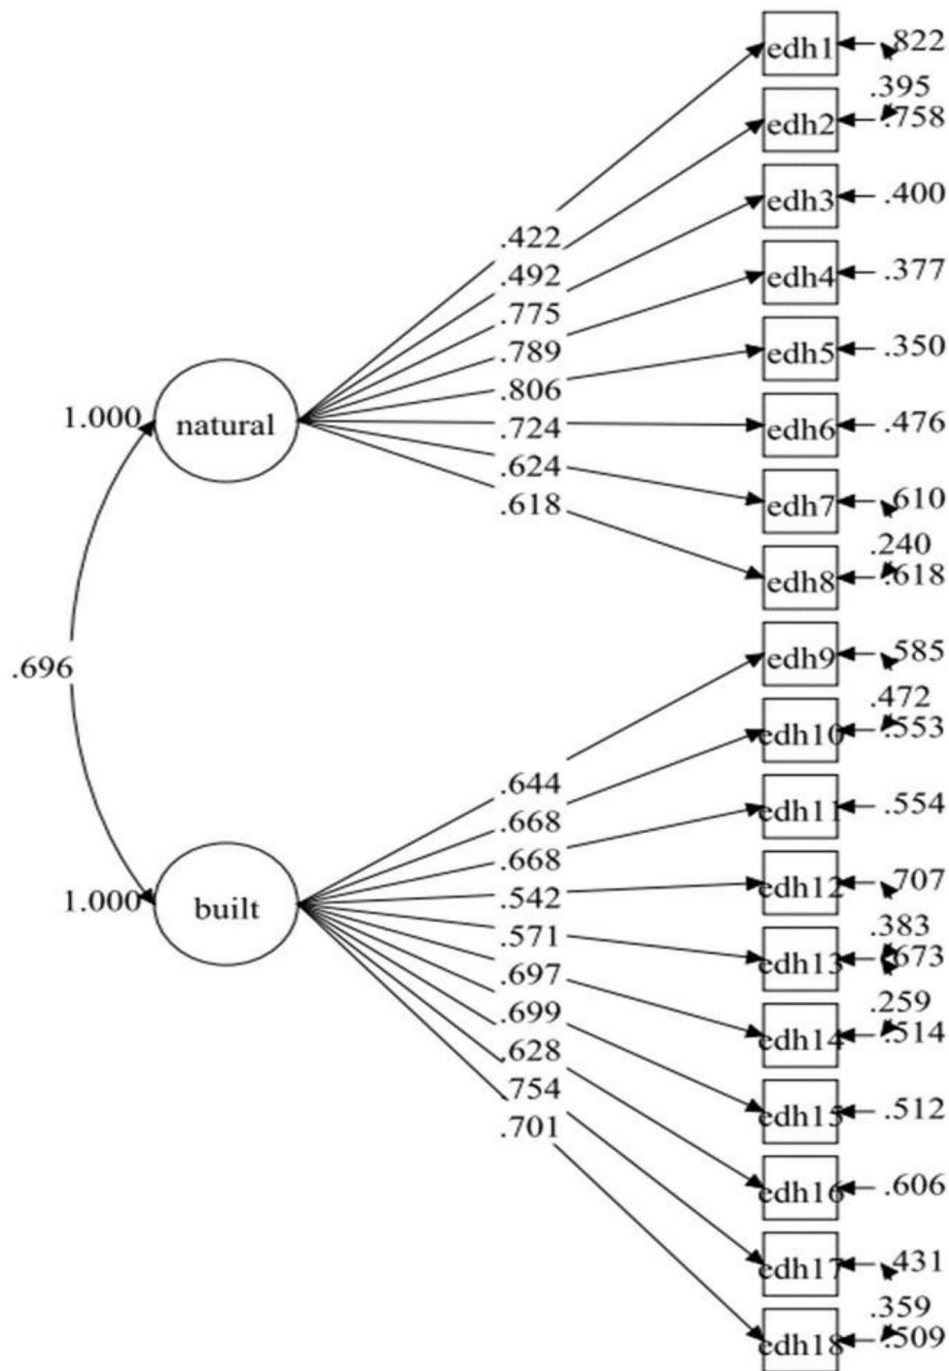 edh1 .822
.395
edh2 .758
edh3 .400
.422
edh4 .377
.492
.775
edh5 .350
.789
.806
1.000 natural .724 edh6 .476
.624
edh7 .610
.618
.240
edh8 .618
edh9 .585
.696
.472
edh10 .553
.644
edh11 .554
.668
.668
edh12 .707
1.000 built .542
.383
.571
edh13 .673
.697
.259
.699
edh14 .514
.628
.754
edh15 .512
.701
edh16 .606
edh17 .431
.359
edh18 .509